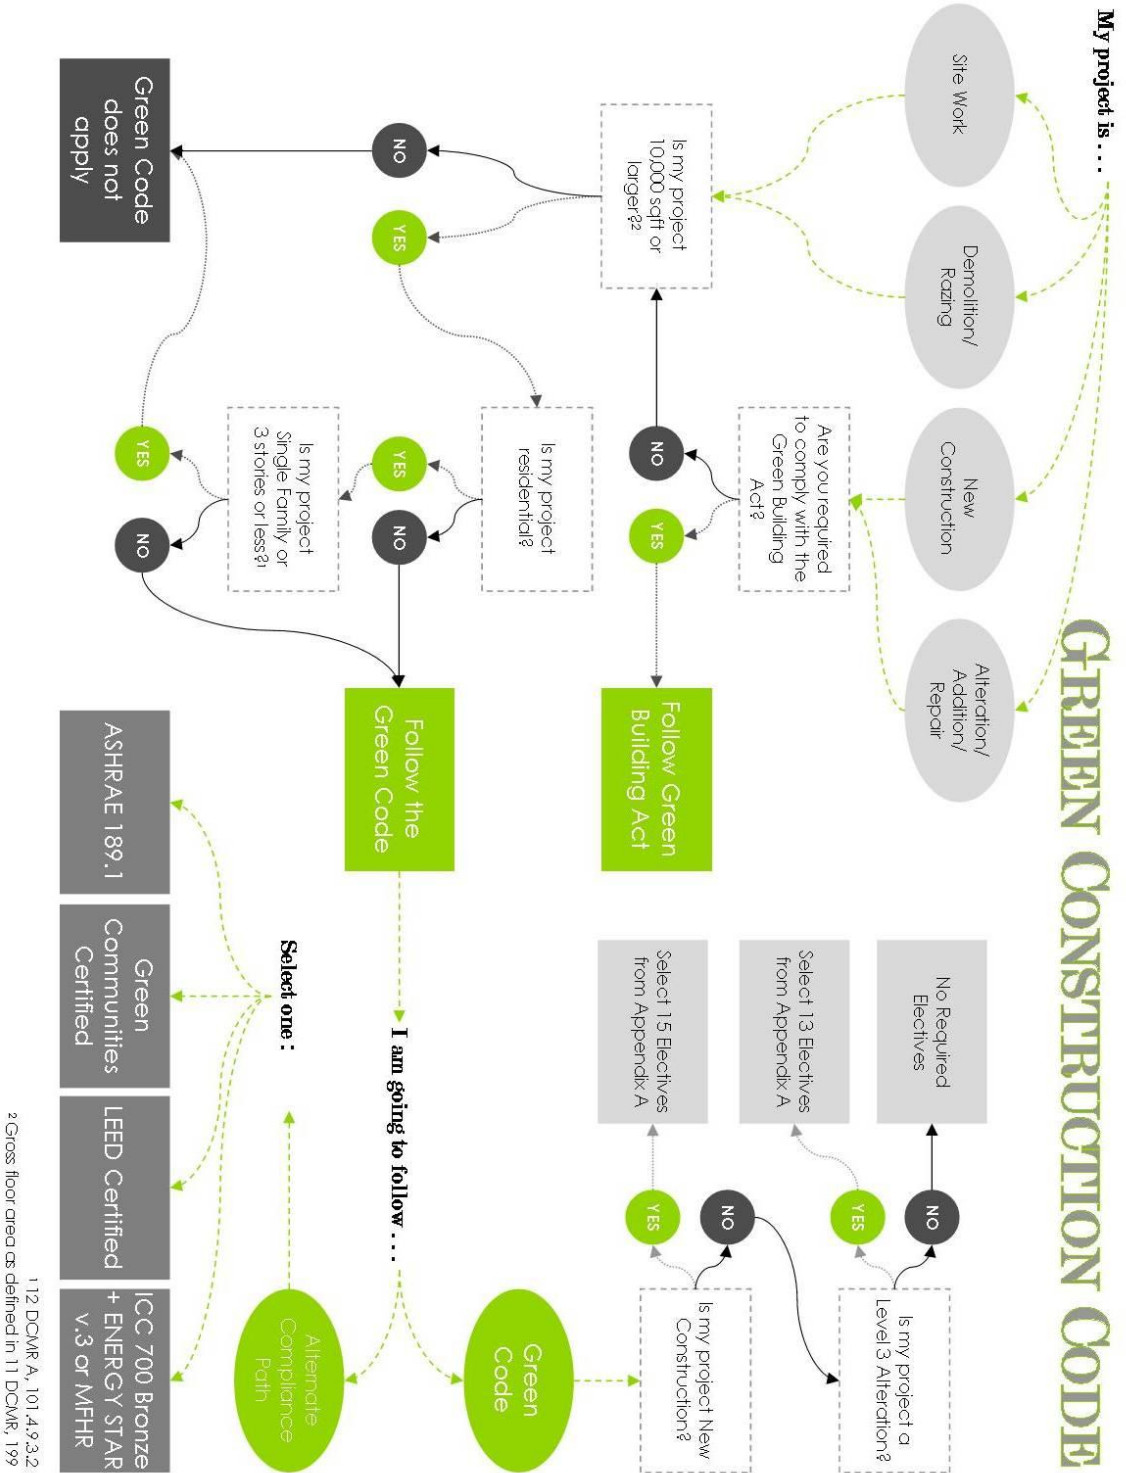 GREEN CONSTRUCTION CODE
My project is . . .
Site Work
Demolition/
Razing
New
Construction
Alteration/
Addition/
Repair
Is my project
10,000 sqft or
larger?²
Are you required
to comply with the
Green Building
Act?
NO
YES
NO
YES
Follow Green
Building Act
Is my project
residential?
YES
NO
Is my project
Single Family or
3 stories or less?¹
YES
NO
Green Code
does not
apply
Follow the
Green Code
I am going to follow . . .
Green
Code
Alternate
Compliance
Path
Is my project New
Construction?
NO
YES
Is my project a
Level 3 Alteration?
NO
YES
No Required
Electives
Select 13 Electives
from Appendix A
Select 15 Electives
from Appendix A
Select one :
ASHRAE 189.1
Green
Communities
Certified
LEED Certified
ICC 700 Bronze
+ ENERGY STAR
v.3 or MFHR
¹ 12 DCMR A, 101.4.9.3.2
² Gross floor area as defined in 11 DCMR, 199